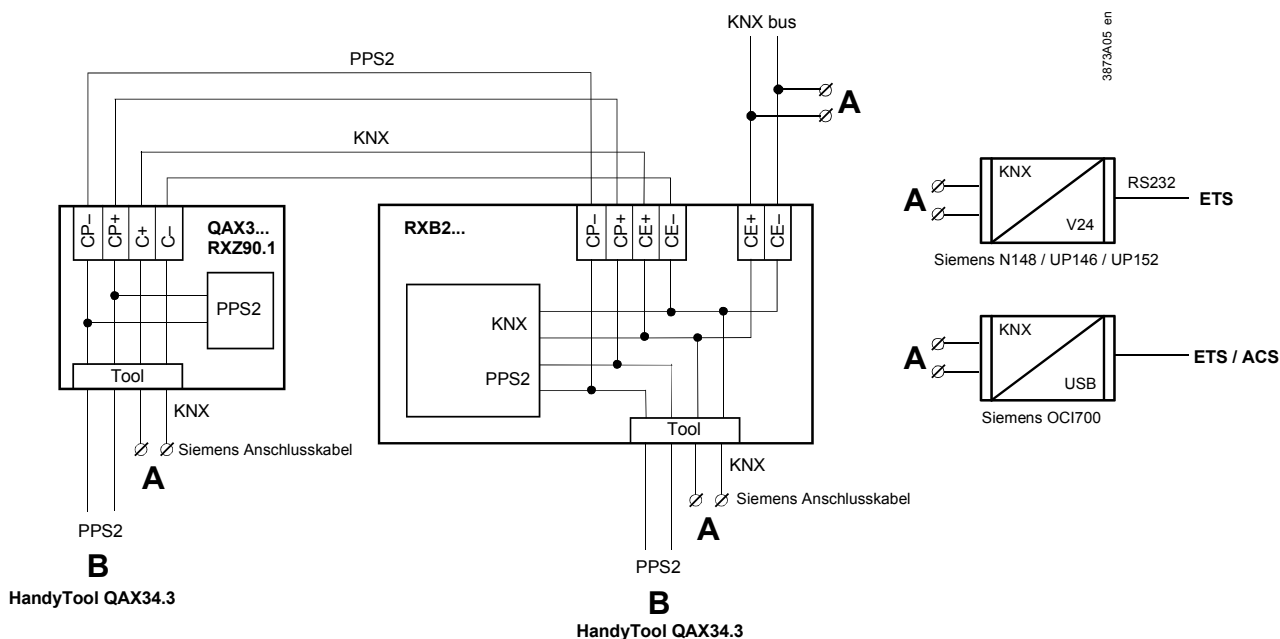 KNX bus
3873A05 en
PPS2
A
KNX
CP–
CP+
C+
C–
QAX3...
RXZ90.1
PPS2
Tool
KNX
Siemens Anschlusskabel
A
PPS2
B
HandyTool QAX34.3
RXB2...
CP–
CP+
CE+
CE–
CE+
CE–
KNX
PPS2
Tool
KNX
Siemens Anschlusskabel
A
PPS2
B
HandyTool QAX34.3
A
KNX
V24
RS232
ETS
Siemens N148 / UP146 / UP152
A
KNX
USB
ETS / ACS
Siemens OCI700